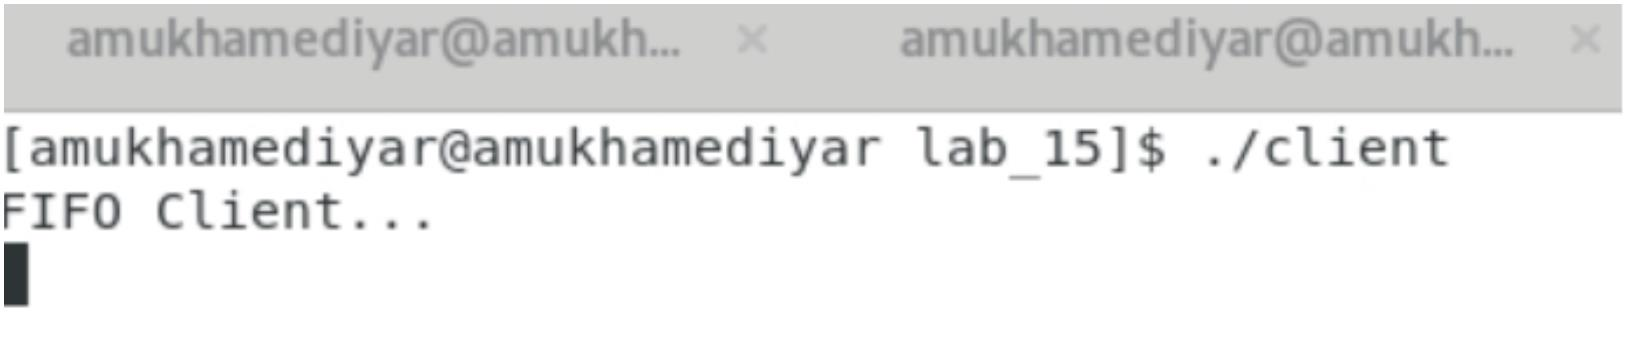 amukhamediyar@amukh... × amukhamediyar@amukh... ×
[amukhamediyar@amukhamediyar lab_15]$ ./client
FIFO Client...